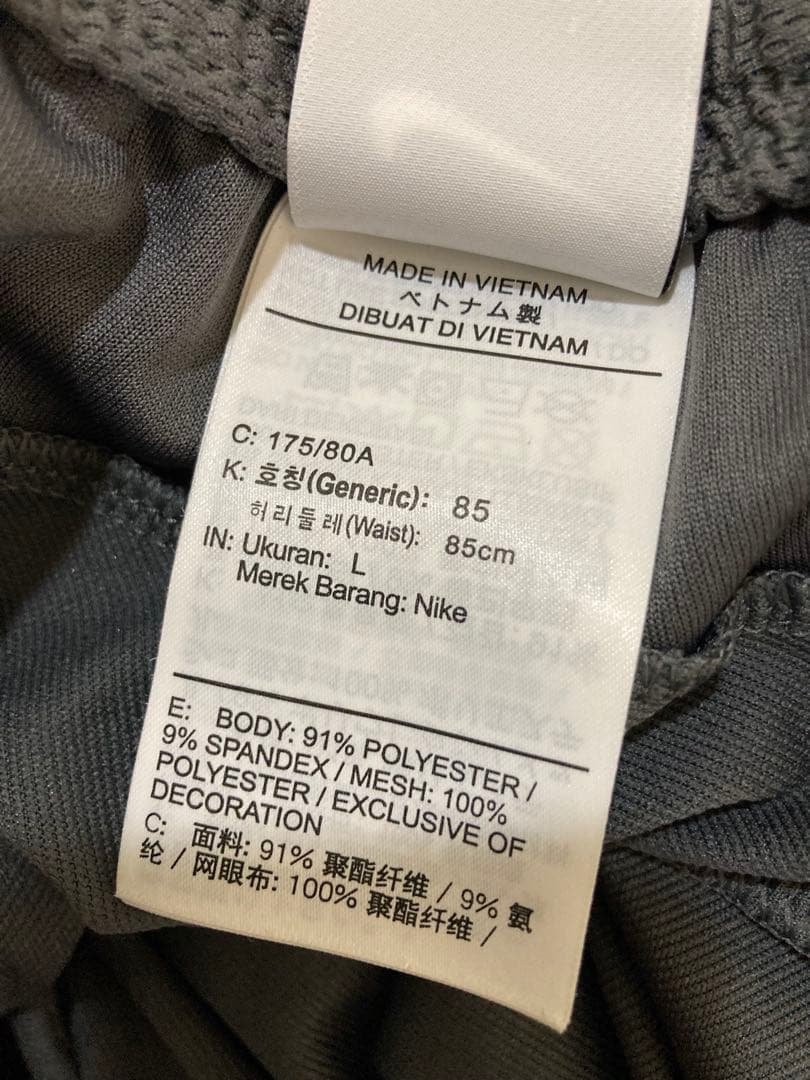 MADE IN VIETNAM
ベトナム製
DIBUAT DI VIETNAM
C: 175/80A
K: 호칭(Generic): 85
허리둘레(Waist): 85cm
IN: Ukuran: L
Merek Barang: Nike
E: BODY: 91% POLYESTER /
9% SPANDEX / MESH: 100%
POLYESTER / EXCLUSIVE OF
DECORATION
C: 面料: 91% 聚酯纤维 / 9% 氨
纶 / 网眼布: 100% 聚酯纤维 /